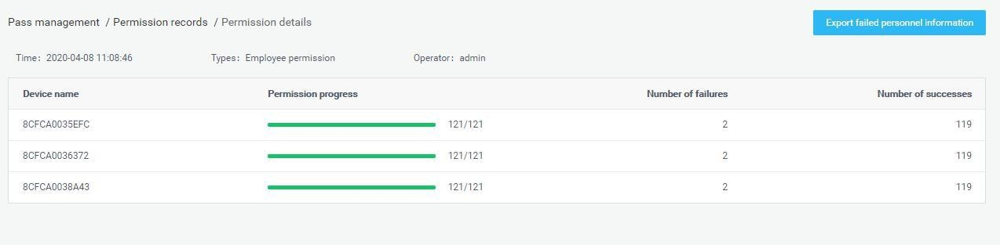 Pass management / Permission records / Permission details
Export failed personnel information
Time: 2020-04-08 11:08:46 Types: Employee permission Operator: admin
Device name Permission progress Number of failures Number of successes
8CFCA0035EFC 121/121 2 119
8CFCA0036372 121/121 2 119
8CFCA0038A43 121/121 2 119